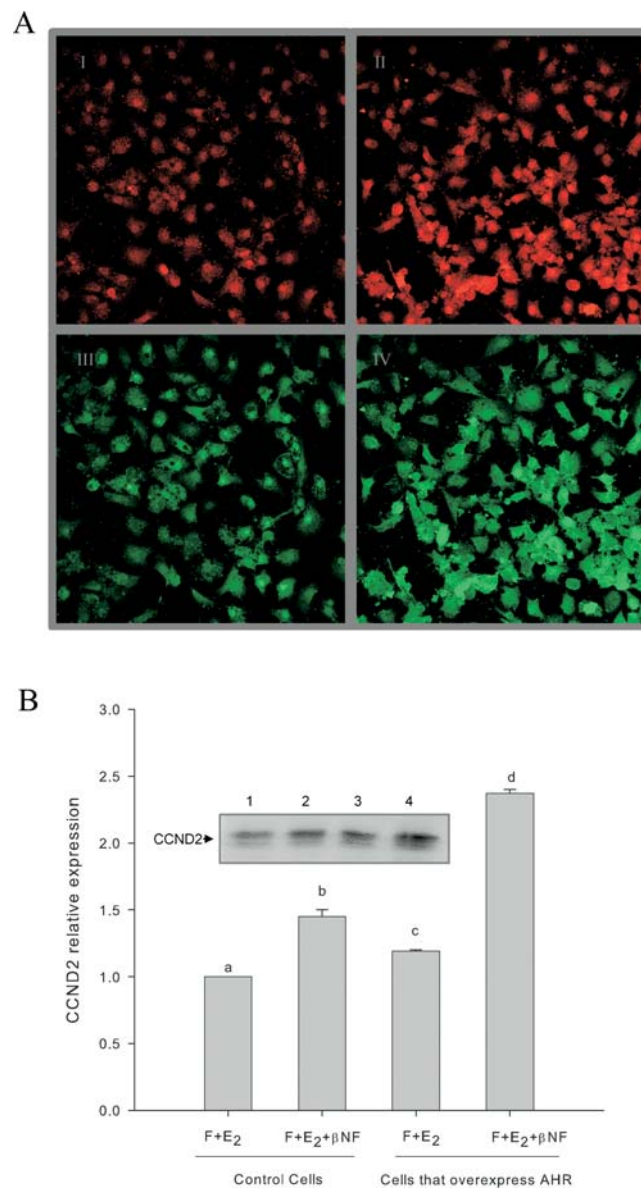 A
I
II
III
IV
B
3.0
2.5
2.0
1.5
1.0
0.5
0.0
CCND2 relative expression
1 2 3 4
CCND2
a
b
c
d
F+E₂
F+E₂+βNF
F+E₂
F+E₂+βNF
Control Cells
Cells that overexpress AHR